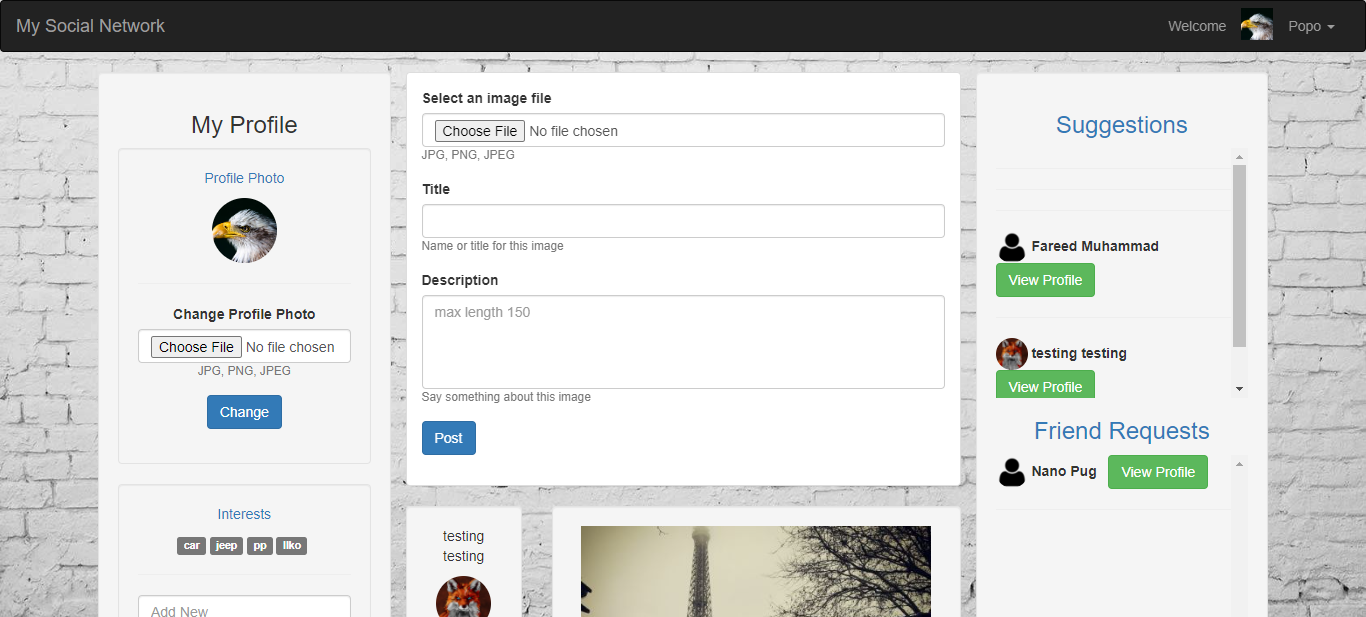 My Social Network
Welcome
Popo
My Profile
Profile Photo
Change Profile Photo
Choose File No file chosen
JPG, PNG, JPEG
Change
Interests
car jeep pp llko
Add New
Select an image file
Choose File No file chosen
JPG, PNG, JPEG
Title
Name or title for this image
Description
max length 150
Say something about this image
Post
testing
testing
Suggestions
Fareed Muhammad
View Profile
testing testing
View Profile
Friend Requests
Nano Pug View Profile